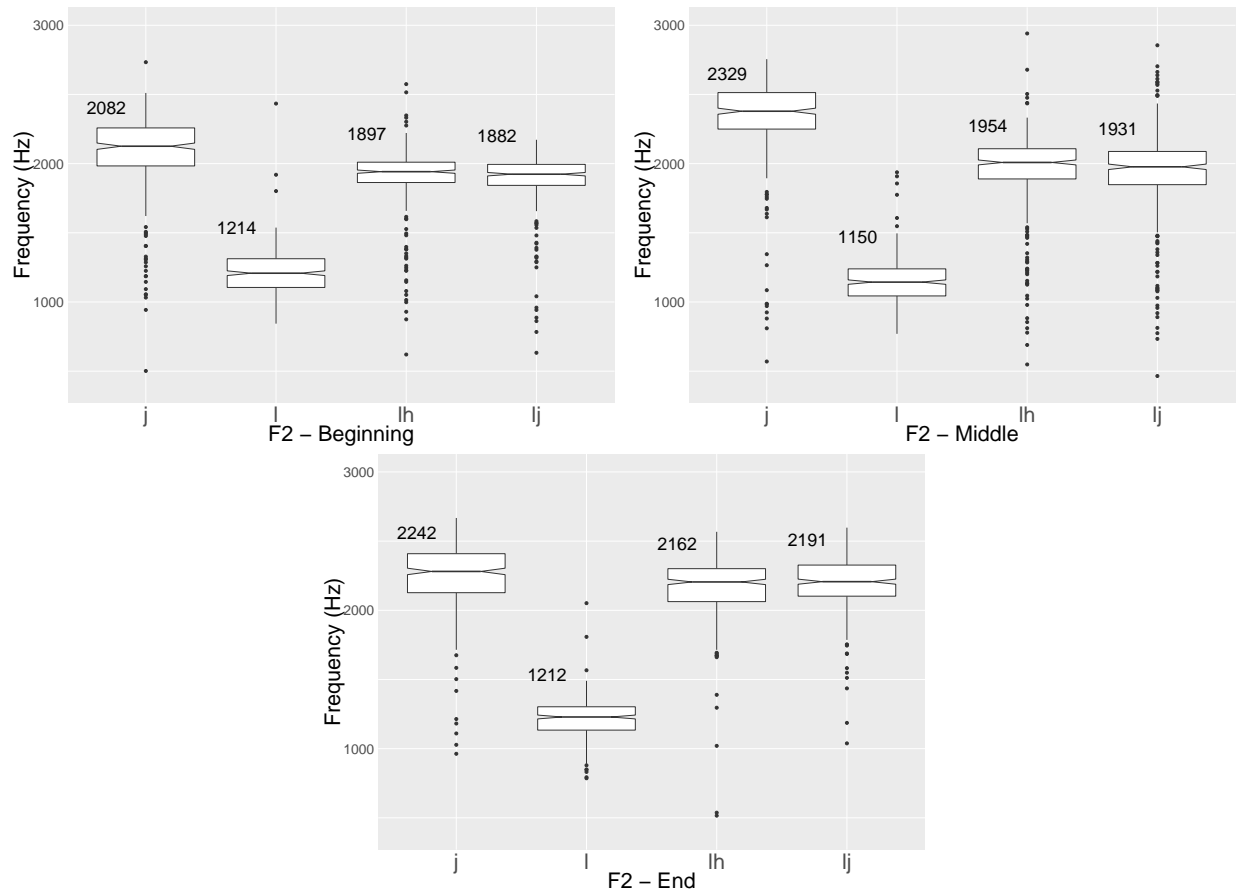 3000
2000
1000
Frequency (Hz)
2082
1214
1897
1882
j
l
lh
lj
F2 − Beginning
3000
2000
1000
Frequency (Hz)
2329
1150
1954
1931
j
l
lh
lj
F2 − Middle
3000
2000
1000
Frequency (Hz)
2242
1212
2162
2191
j
l
lh
lj
F2 − End